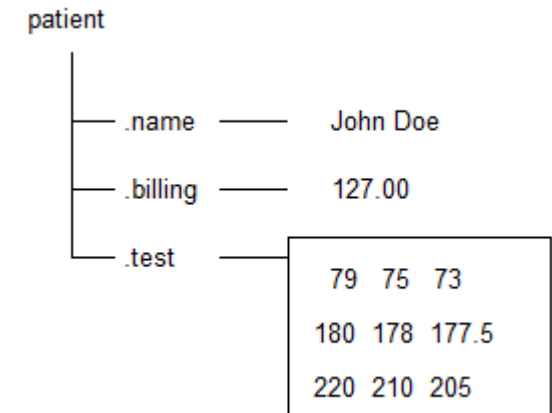 patient
.name John Doe
.billing 127.00
.test
79 75 73
180 178 177.5
220 210 205